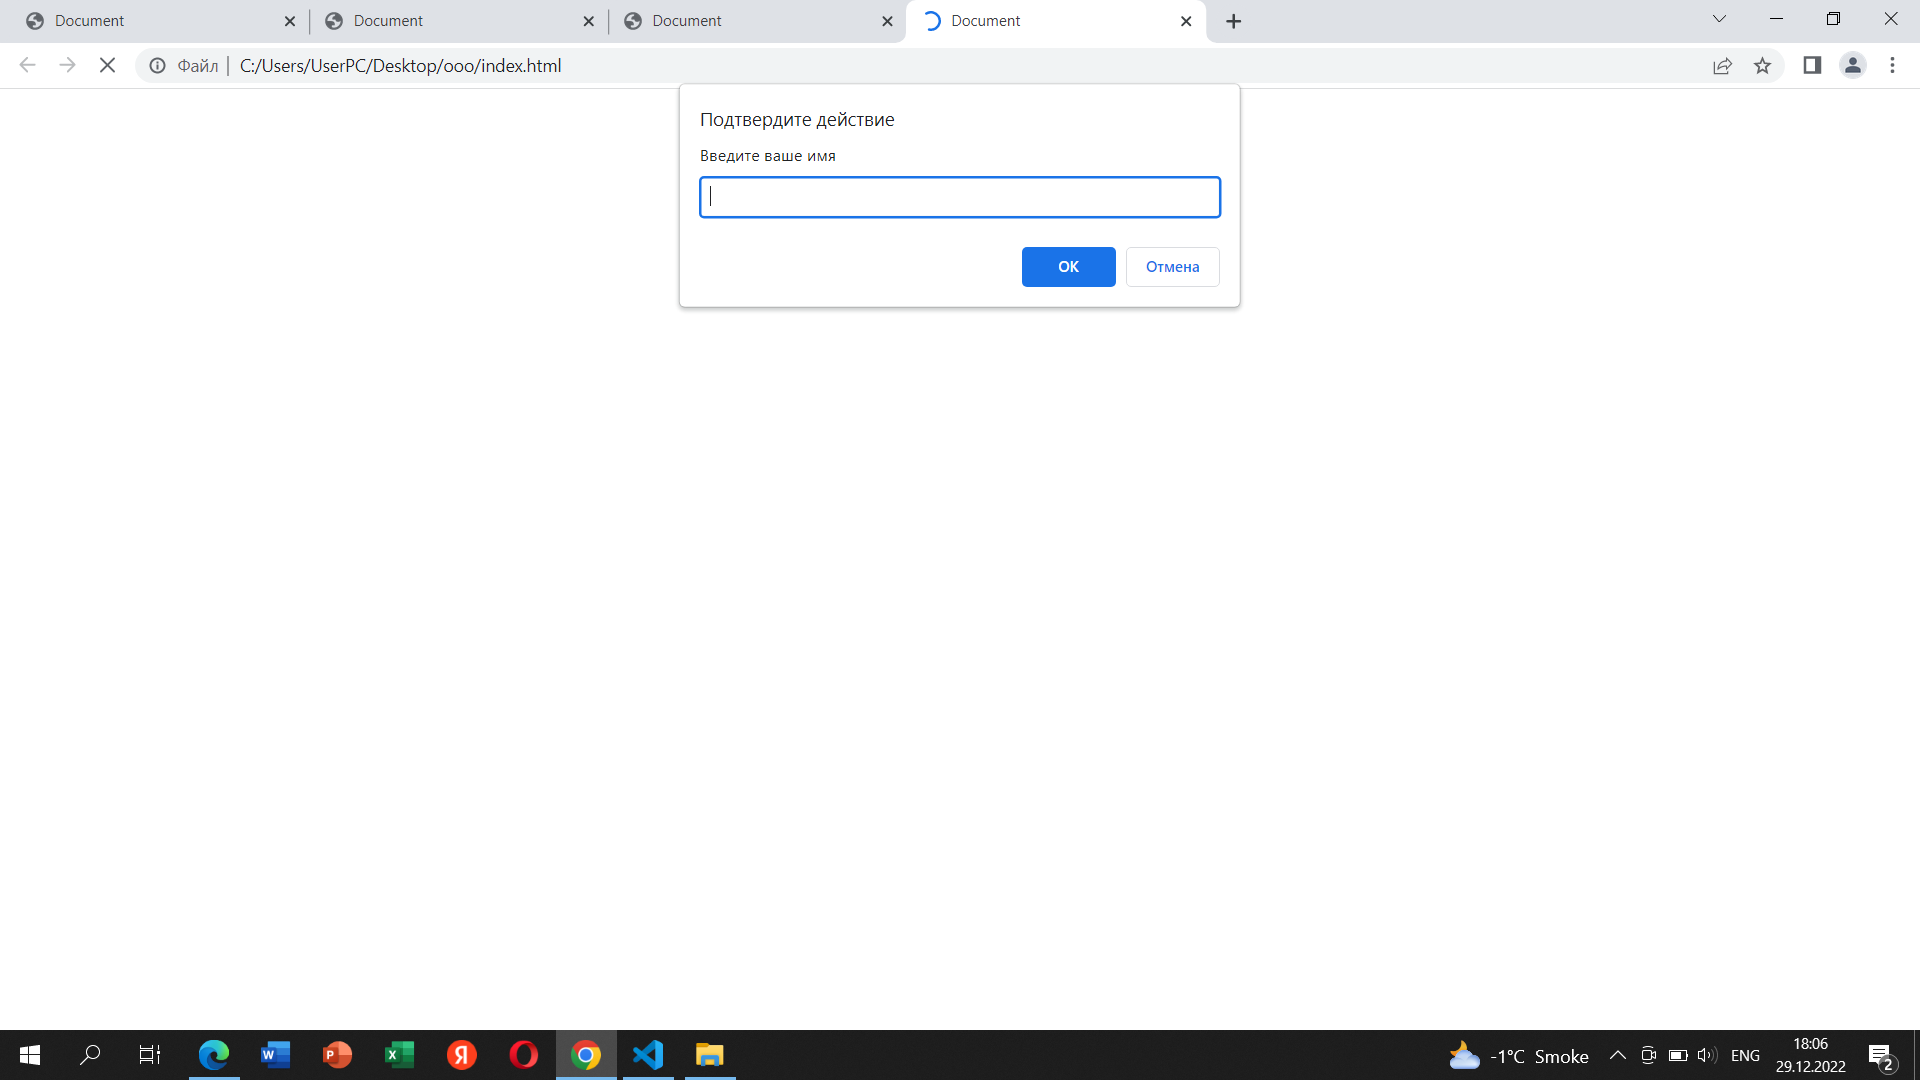 Document
Document
Document
Document
Файл
C:/Users/UserPC/Desktop/ooo/index.html
Подтвердите действие
Введите ваше имя
ОК
Отмена
-1°C Smoke
ENG
18:06
29.12.2022
2